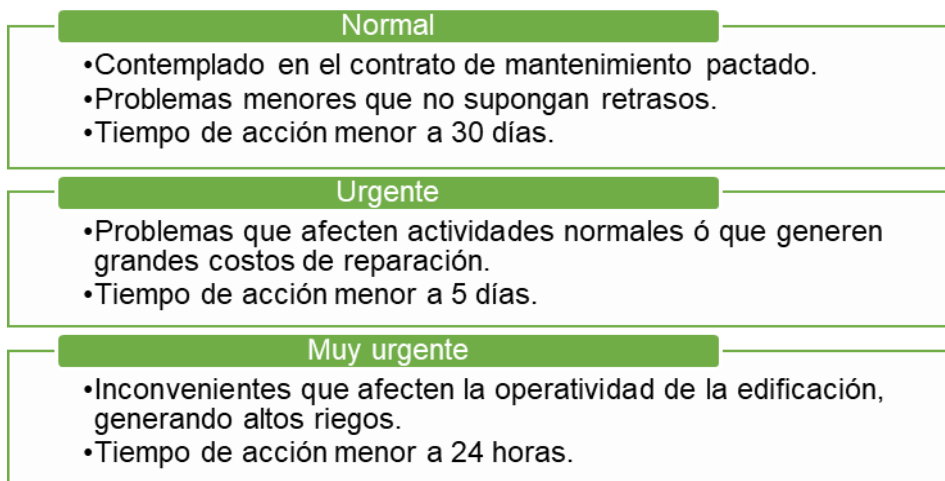 Normal
•Contemplado en el contrato de mantenimiento pactado.
•Problemas menores que no supongan retrasos.
•Tiempo de acción menor a 30 días.
Urgente
•Problemas que afecten actividades normales ó que generen
grandes costos de reparación.
•Tiempo de acción menor a 5 días.
Muy urgente
•Inconvenientes que afecten la operatividad de la edificación,
generando altos riegos.
•Tiempo de acción menor a 24 horas.